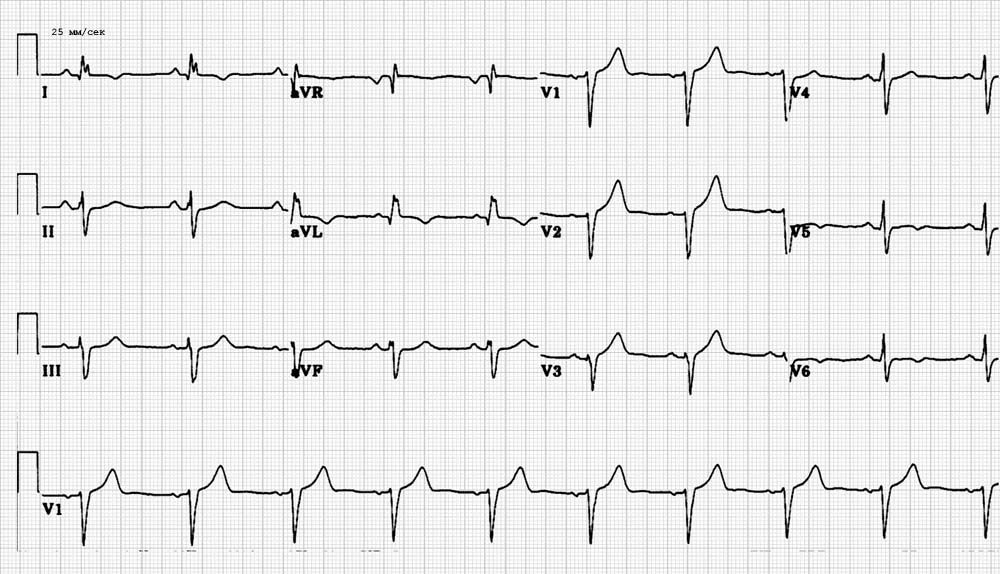 25 мм/сек
I aVR V1 V4
II aVL V2 V5
III aVF V3 V6
V1